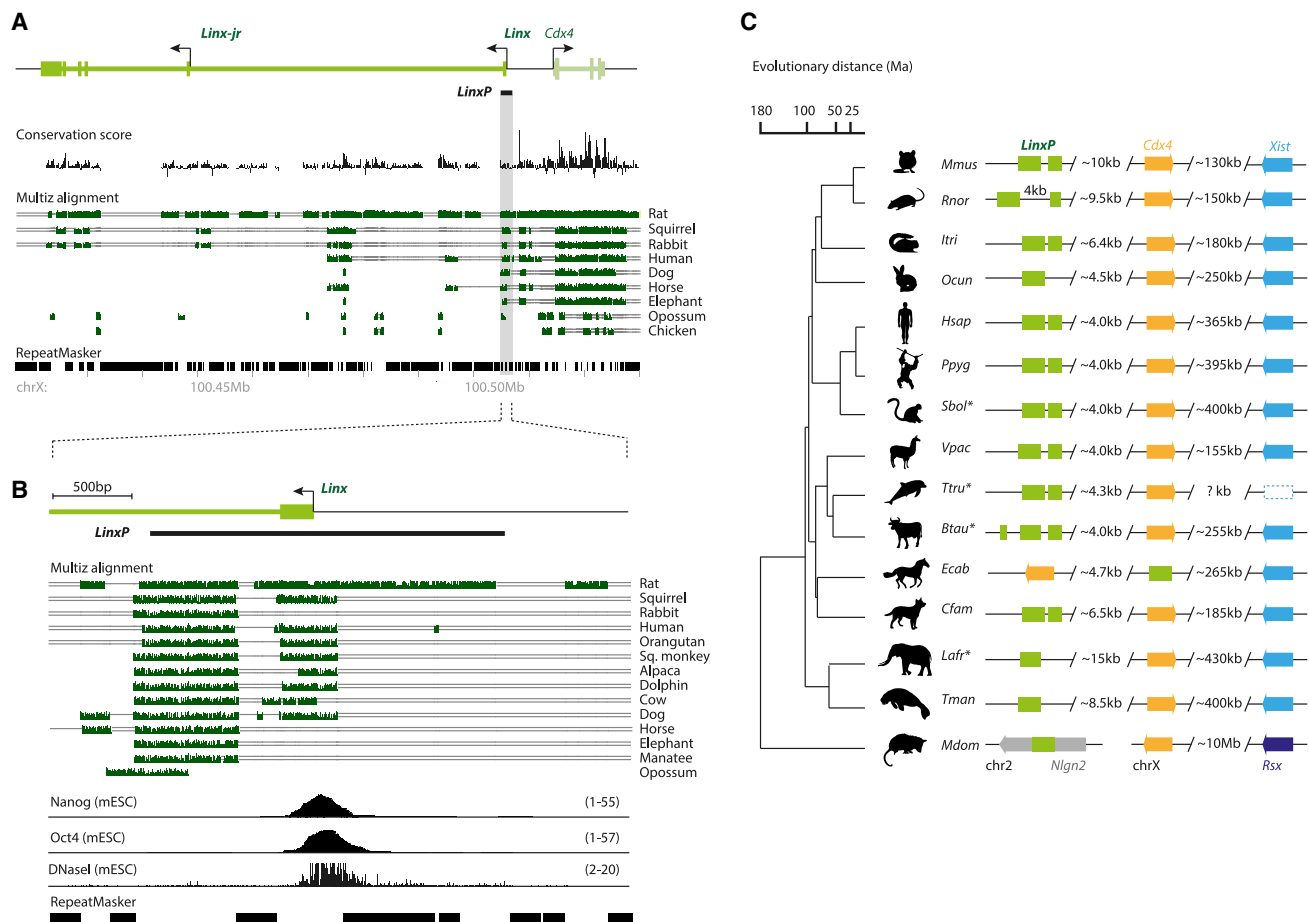 A
Linx-jr
Linx
Cdx4
LinxP
Conservation score
Multiz alignment
Rat
Squirrel
Rabbit
Human
Dog
Horse
Elephant
Opossum
Chicken
RepeatMasker
chrX:
100.45Mb
100.50Mb
B
500bp
Linx
LinxP
Multiz alignment
Rat
Squirrel
Rabbit
Human
Orangutan
Sq. monkey
Alpaca
Dolphin
Cow
Dog
Horse
Elephant
Manatee
Opossum
Nanog (mESC) (1-55)
Oct4 (mESC) (1-57)
DNaseI (mESC) (2-20)
RepeatMasker
C
Evolutionary distance (Ma)
180 100 50 25
LinxP Cdx4 Xist
Mmus ~10kb ~130kb
Rnor 4kb ~9.5kb ~150kb
Itri ~6.4kb ~180kb
Ocun ~4.5kb ~250kb
Hsap ~4.0kb ~365kb
Ppyg ~4.0kb ~395kb
Sbol* ~4.0kb ~400kb
Vpac ~4.0kb ~155kb
Ttru* ~4.3kb ? kb
Btau* ~4.0kb ~255kb
Ecab ~4.7kb ~265kb
Cfam ~6.5kb ~185kb
Lafr* ~15kb ~430kb
Tman ~8.5kb ~400kb
Mdom ~10Mb
chr2 Nlgn2 chrX Rsx